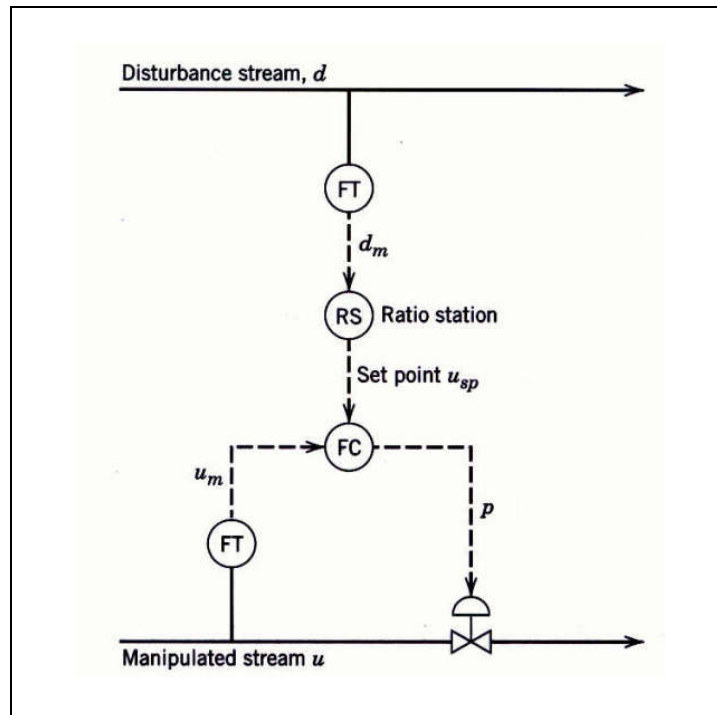 Disturbance stream, d
FT
d_m
RS Ratio station
Set point u_sp
FC
u_m
p
FT
Manipulated stream u